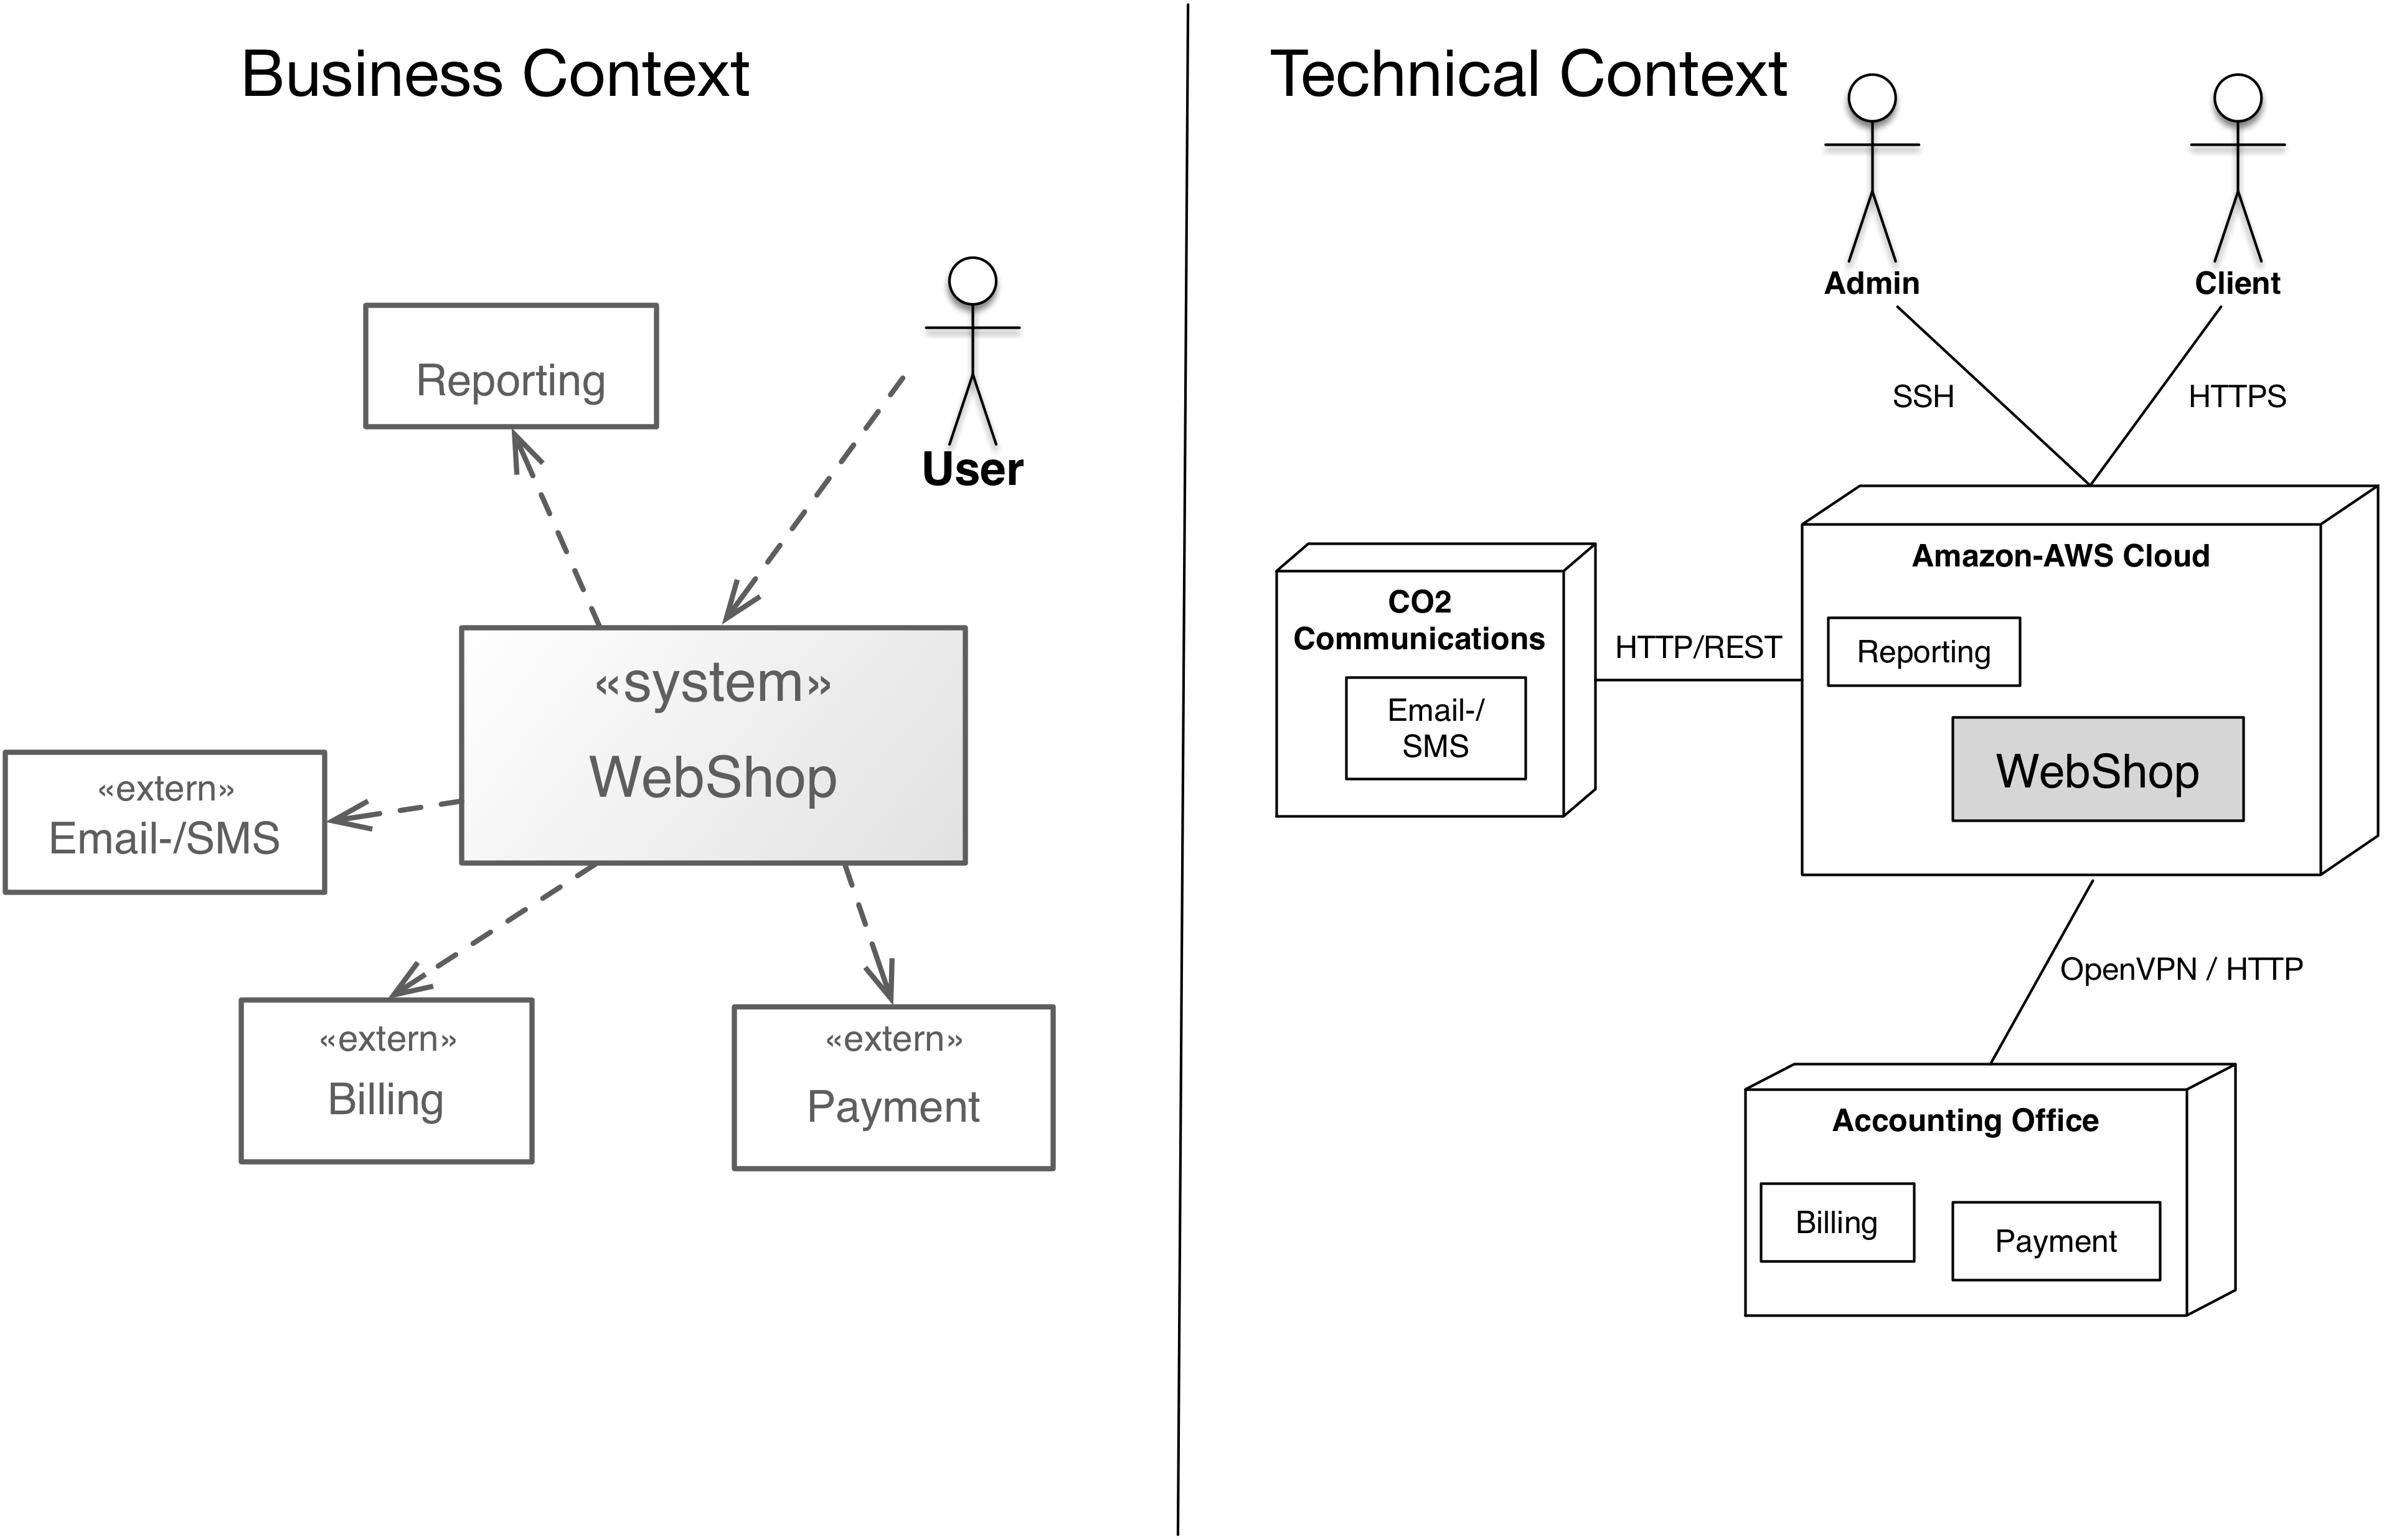 Business Context
Reporting
User
«system»
WebShop
«extern»
Email-/SMS
«extern»
Billing
«extern»
Payment
Technical Context
Admin
Client
SSH
HTTPS
Amazon-AWS Cloud
CO2
Communications
HTTP/REST
Reporting
Email-/
SMS
WebShop
OpenVPN / HTTP
Accounting Office
Billing
Payment